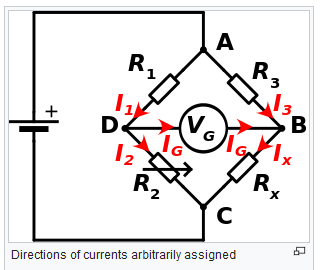 A
R1
R3
I1
I3
+
D
VG
B
IG
IG
I2
Ix
R2
Rx
C
Directions of currents arbitrarily assigned